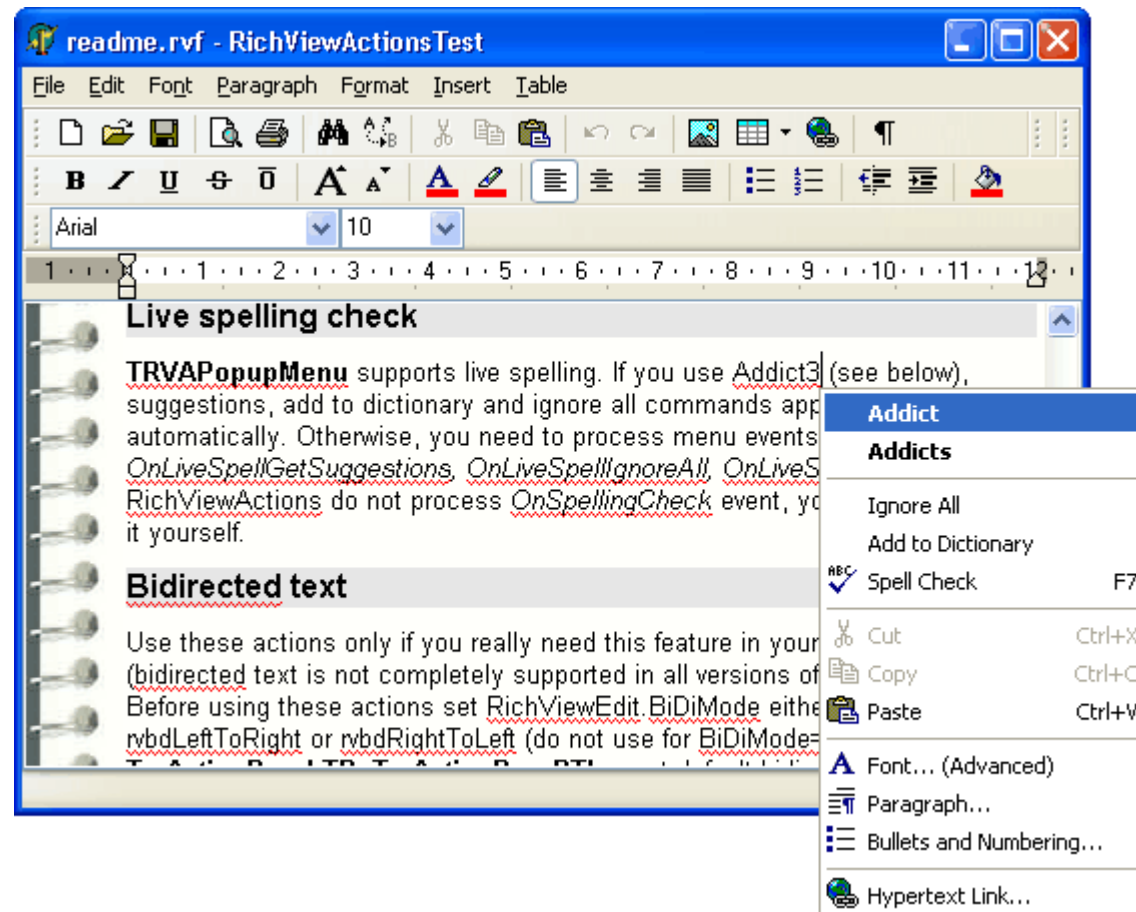 readme.rvf - RichViewActionsTest
File Edit Font Paragraph Format Insert Table
Arial 10
1 1 2 3 4 5 6 7 8 9 10 11 12
Live spelling check
TRVAPopupMenu supports live spelling. If you use Addict3 (see below),
suggestions, add to dictionary and ignore all commands app
automatically. Otherwise, you need to process menu events
OnLiveSpellGetSuggestions, OnLiveSpellIgnoreAll, OnLiveS
RichViewActions do not process OnSpellingCheck event, yo
it yourself.
Bidirected text
Use these actions only if you really need this feature in your
(bidirected text is not completely supported in all versions of
Before using these actions set RichViewEdit.BiDiMode eithe
rvbdLeftToRight or rvbdRightToLeft (do not use for BiDiMode=
Addict
Addicts
Ignore All
Add to Dictionary
ABC Spell Check F7
Cut Ctrl+X
Copy Ctrl+C
Paste Ctrl+V
Font... (Advanced)
Paragraph...
Bullets and Numbering...
Hypertext Link...